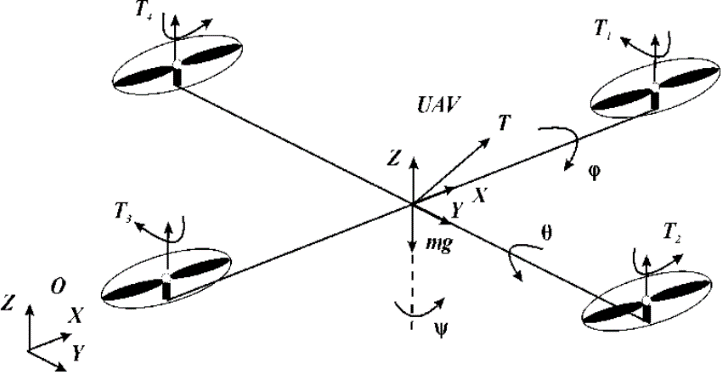 T₄
T₁
UAV
T
Z
φ
X
Y
T₃
θ
T₂
mg
O
Z
X
ψ
Y